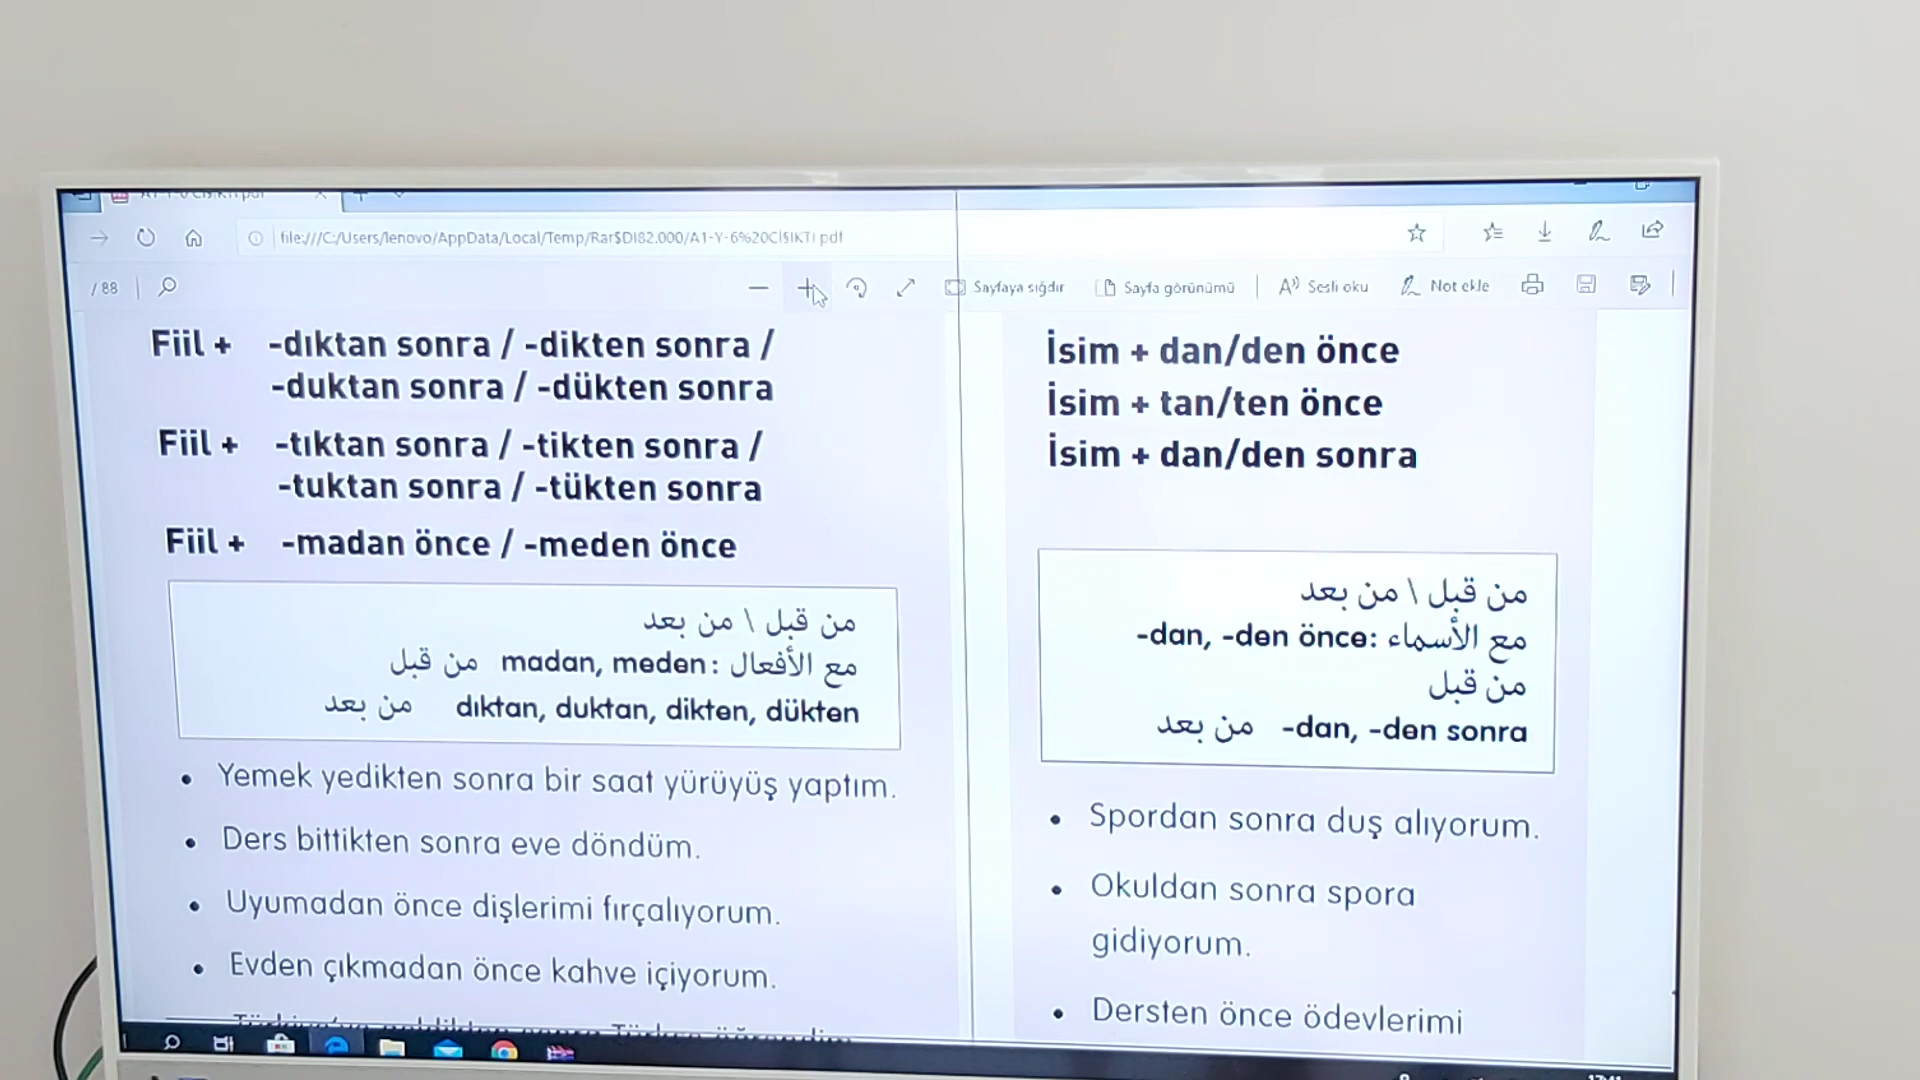 file:///C:/Users/lenovo/AppData/Local/Temp/Rar$DI82.000/A1-Y-6%20CİSIKTI.pdf
/ 88
Sayfaya sığdır
Sayfa görünümü
Sesli oku
Not ekle
Fiil + -dıktan sonra / -dikten sonra /
-duktan sonra / -dükten sonra
Fiil + -tıktan sonra / -tikten sonra /
-tuktan sonra / -tükten sonra
Fiil + -madan önce / -meden önce
من قبل \ من بعد
مع الأفعال : madan, meden من قبل
dıktan, duktan, dikten, dükten من بعد
• Yemek yedikten sonra bir saat yürüyüş yaptım.
• Ders bittikten sonra eve döndüm.
• Uyumadan önce dişlerimi fırçalıyorum.
• Evden çıkmadan önce kahve içiyorum.
İsim + dan/den önce
İsim + tan/ten önce
İsim + dan/den sonra
من قبل \ من بعد
مع الأسماء :-dan, -den önce
من قبل
-dan, -den sonra من بعد
• Spordan sonra duş alıyorum.
• Okuldan sonra spora
gidiyorum.
• Dersten önce ödevlerimi